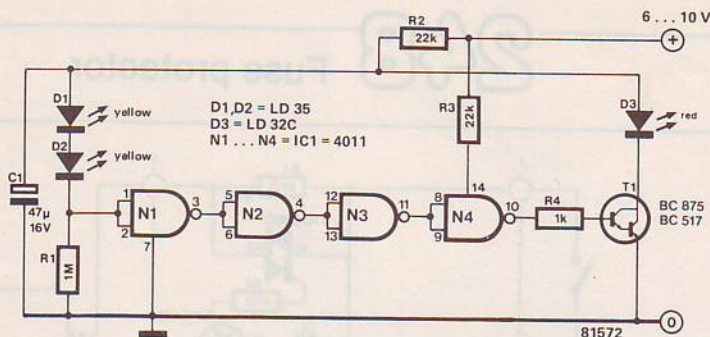 Fuse protector
6 ... 10 V
+
R2
22k
D1
yellow
D2
yellow
D1,D2 = LD 35
D3 = LD 32C
N1 ... N4 = IC1 = 4011
R3
22k
D3
red
C1
47µ
16V
R1
1M
1
2
N1
3
7
5
6
N2
4
12
13
N3
11
8
9
N4
14
10
R4
1k
T1
BC 875
BC 517
0
81572